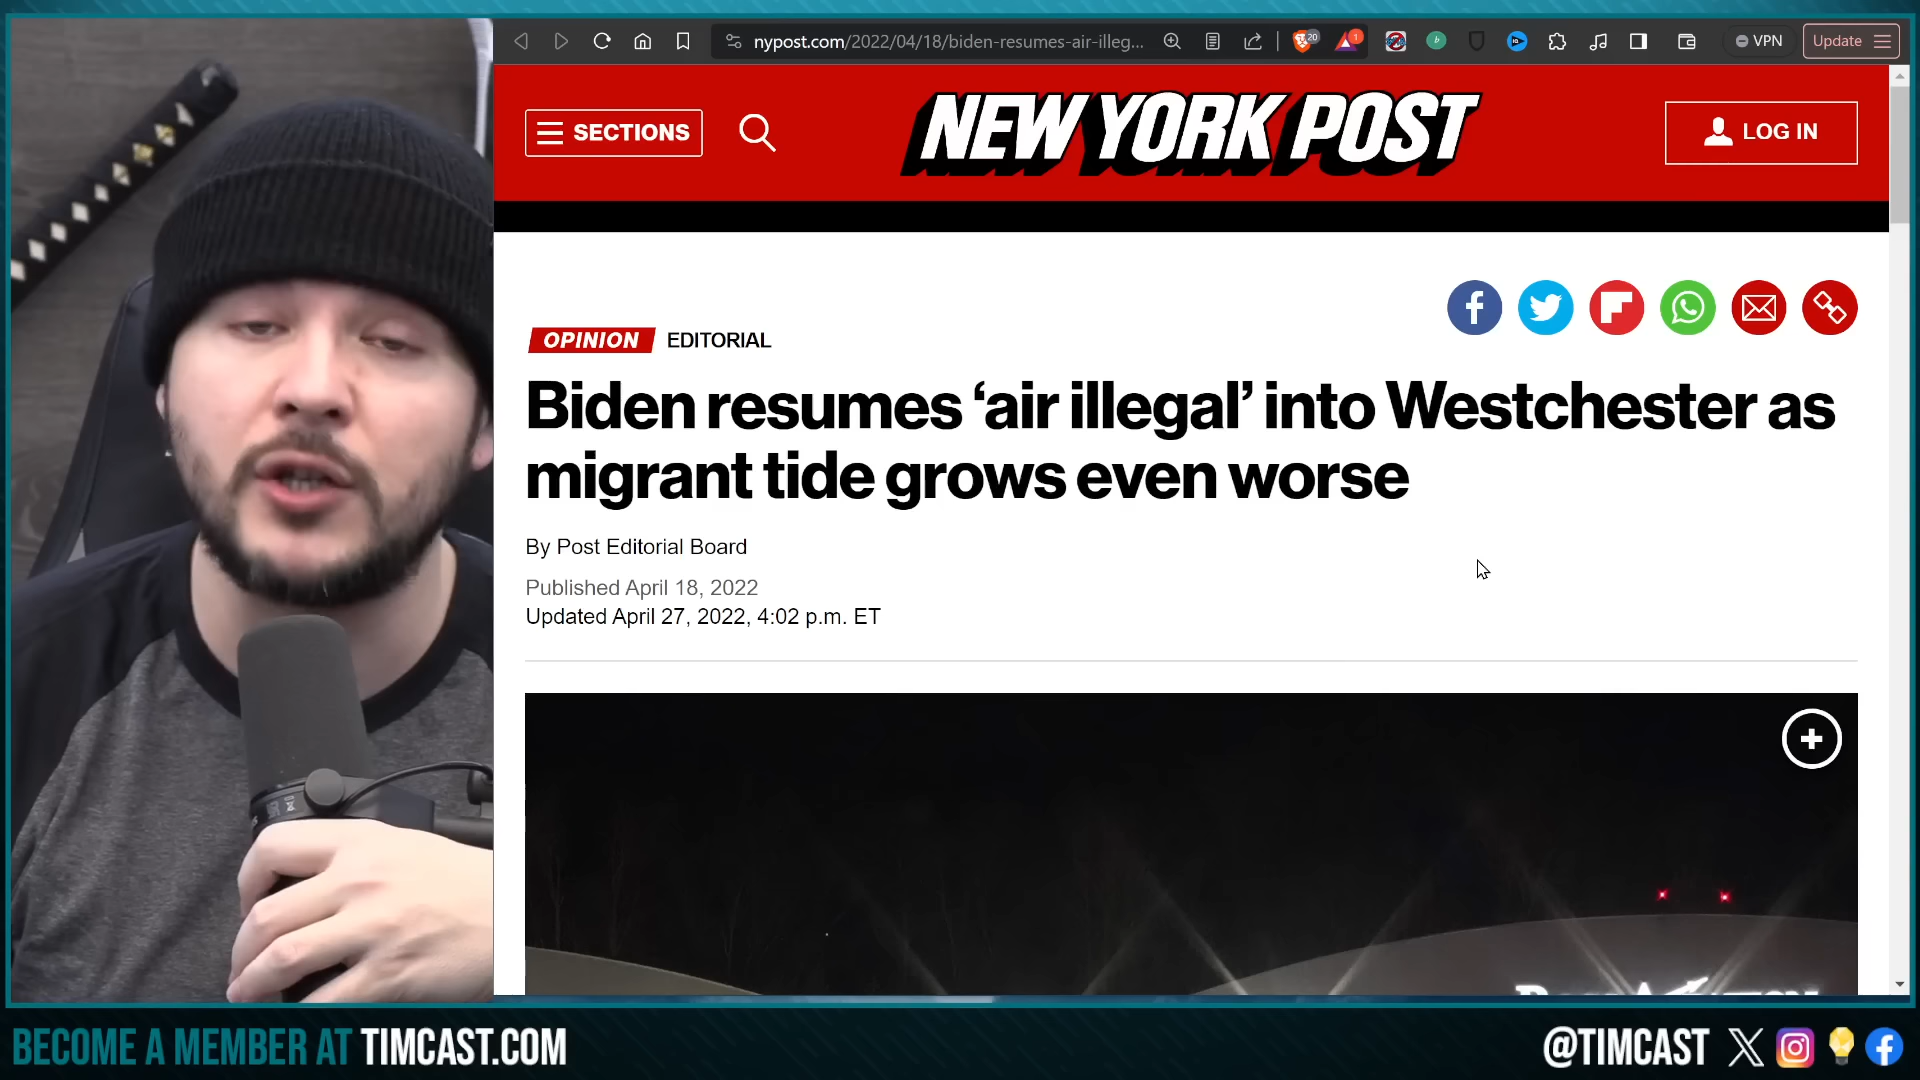 nypost.com/2022/04/18/biden-resumes-air-illeg...
20
1
VPN
Update
SECTIONS
NEW YORK POST
LOG IN
OPINION EDITORIAL
Biden resumes ‘air illegal’ into Westchester as
migrant tide grows even worse
By Post Editorial Board
Published April 18, 2022
Updated April 27, 2022, 4:02 p.m. ET
BECOME A MEMBER AT TIMCAST.COM
@TIMCAST